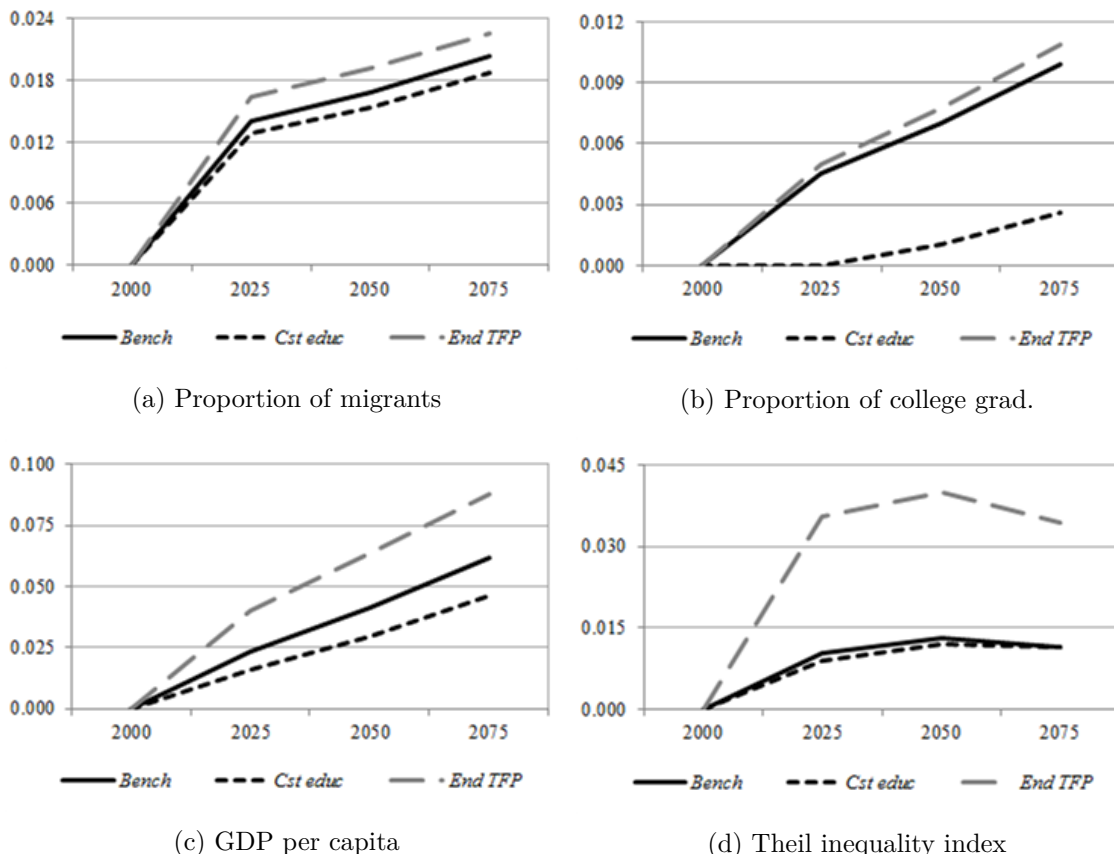 0.024
0.018
0.012
0.006
0.000
2000 2025 2050 2075
Bench Cst educ End TFP
(a) Proportion of migrants
0.012
0.009
0.006
0.003
0.000
2000 2025 2050 2075
Bench Cst educ End TFP
(b) Proportion of college grad.
0.100
0.075
0.050
0.025
0.000
2000 2025 2050 2075
Bench Cst educ End TFP
(c) GDP per capita
0.045
0.030
0.015
0.000
2000 2025 2050 2075
Bench Cst educ End TFP
(d) Theil inequality index